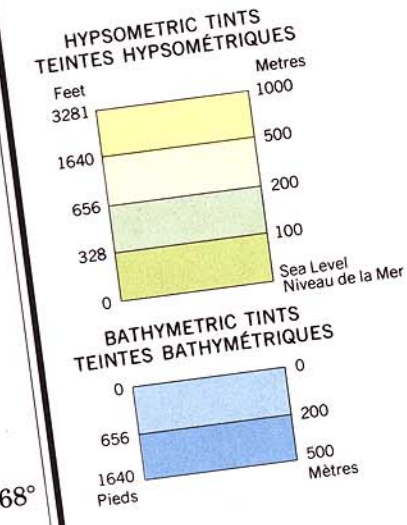 HYPSOMETRIC TINTS
TEINTES HYPSOMÉTRIQUES
Feet Metres
3281 1000
1640 500
656 200
328 100
0 Sea Level
Niveau de la Mer
BATHYMETRIC TINTS
TEINTES BATHYMÉTRIQUES
0 0
656 200
1640 500
Pieds Mètres
68°